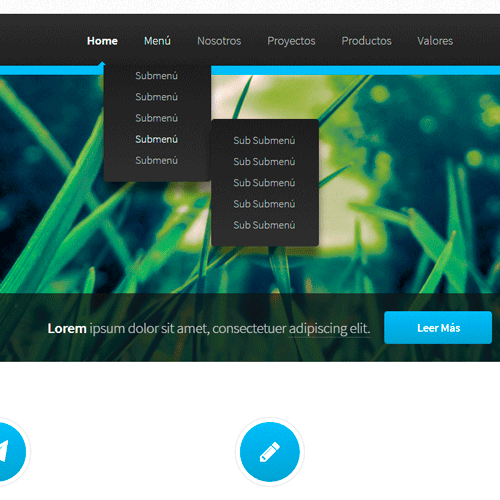 Home Menú Nosotros Proyectos Productos Valores
Submenú
Submenú
Submenú
Submenú
Submenú
Sub Submenú
Sub Submenú
Sub Submenú
Sub Submenú
Sub Submenú
Lorem ipsum dolor sit amet, consectetuer adipiscing elit.
Leer Más